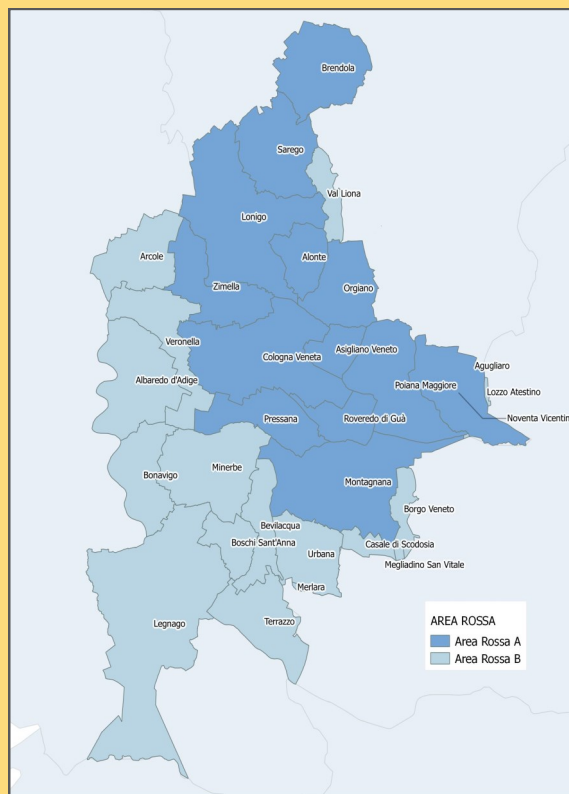 Brendola
Sarego
Val Liona
Lonigo
Arcole
Alonte
Zimella
Orgiano
Veronella
Asigliano Veneto
Cologna Veneta
Agugliaro
Albaredo d'Adige
Poiana Maggiore
Lozzo Atestino
Noventa Vicentin
Pressana
Roveredo di Guà
Minerbe
Bonavigo
Montagnana
Borgo Veneto
Bevilacqua
Boschi Sant'Anna
Casale di Scodosia
Urbana
Megliadino San Vitale
Merlara
Legnago
Terrazzo
AREA ROSSA
Area Rossa A
Area Rossa B